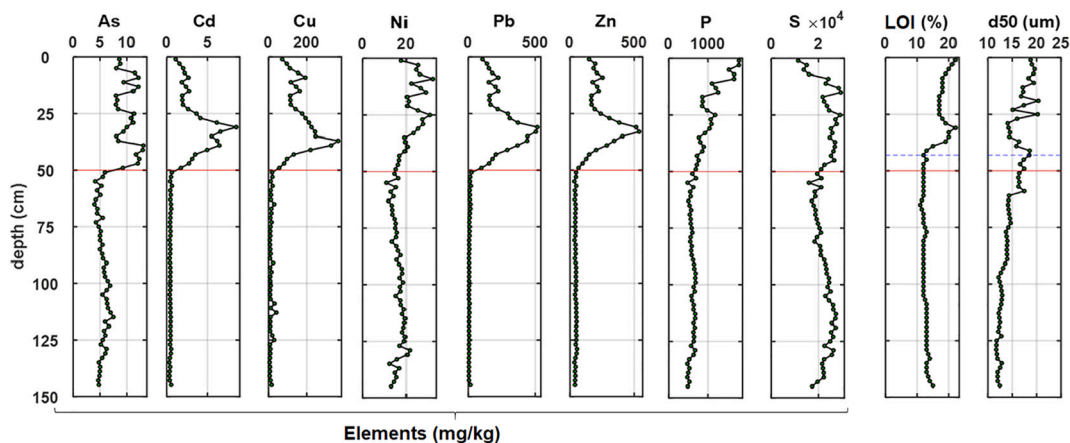 As Cd Cu Ni Pb Zn P S ×10⁴ LOI (%) d50 (um)
0 5 10 0 5 0 200 0 20 0 500 0 500 0 1000 0 2 0 10 20 10 15 20 25
0
25
50
75
100
125
150
depth (cm)
Elements (mg/kg)